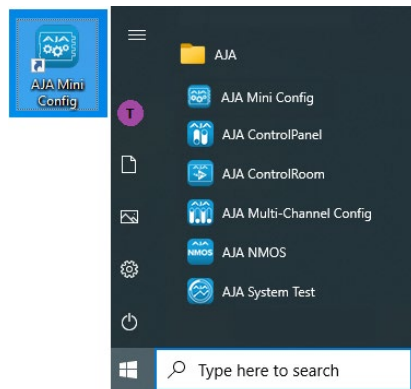 AJA Mini
Config
AJA
T
AJA Mini Config
AJA ControlPanel
AJA ControlRoom
AJA Multi-Channel Config
NMOS
AJA NMOS
AJA System Test
Type here to search